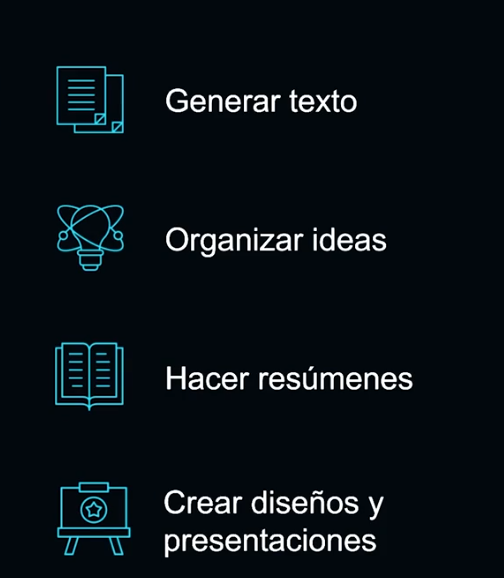 Generar texto
Organizar ideas
Hacer resúmenes
Crear diseños y
presentaciones